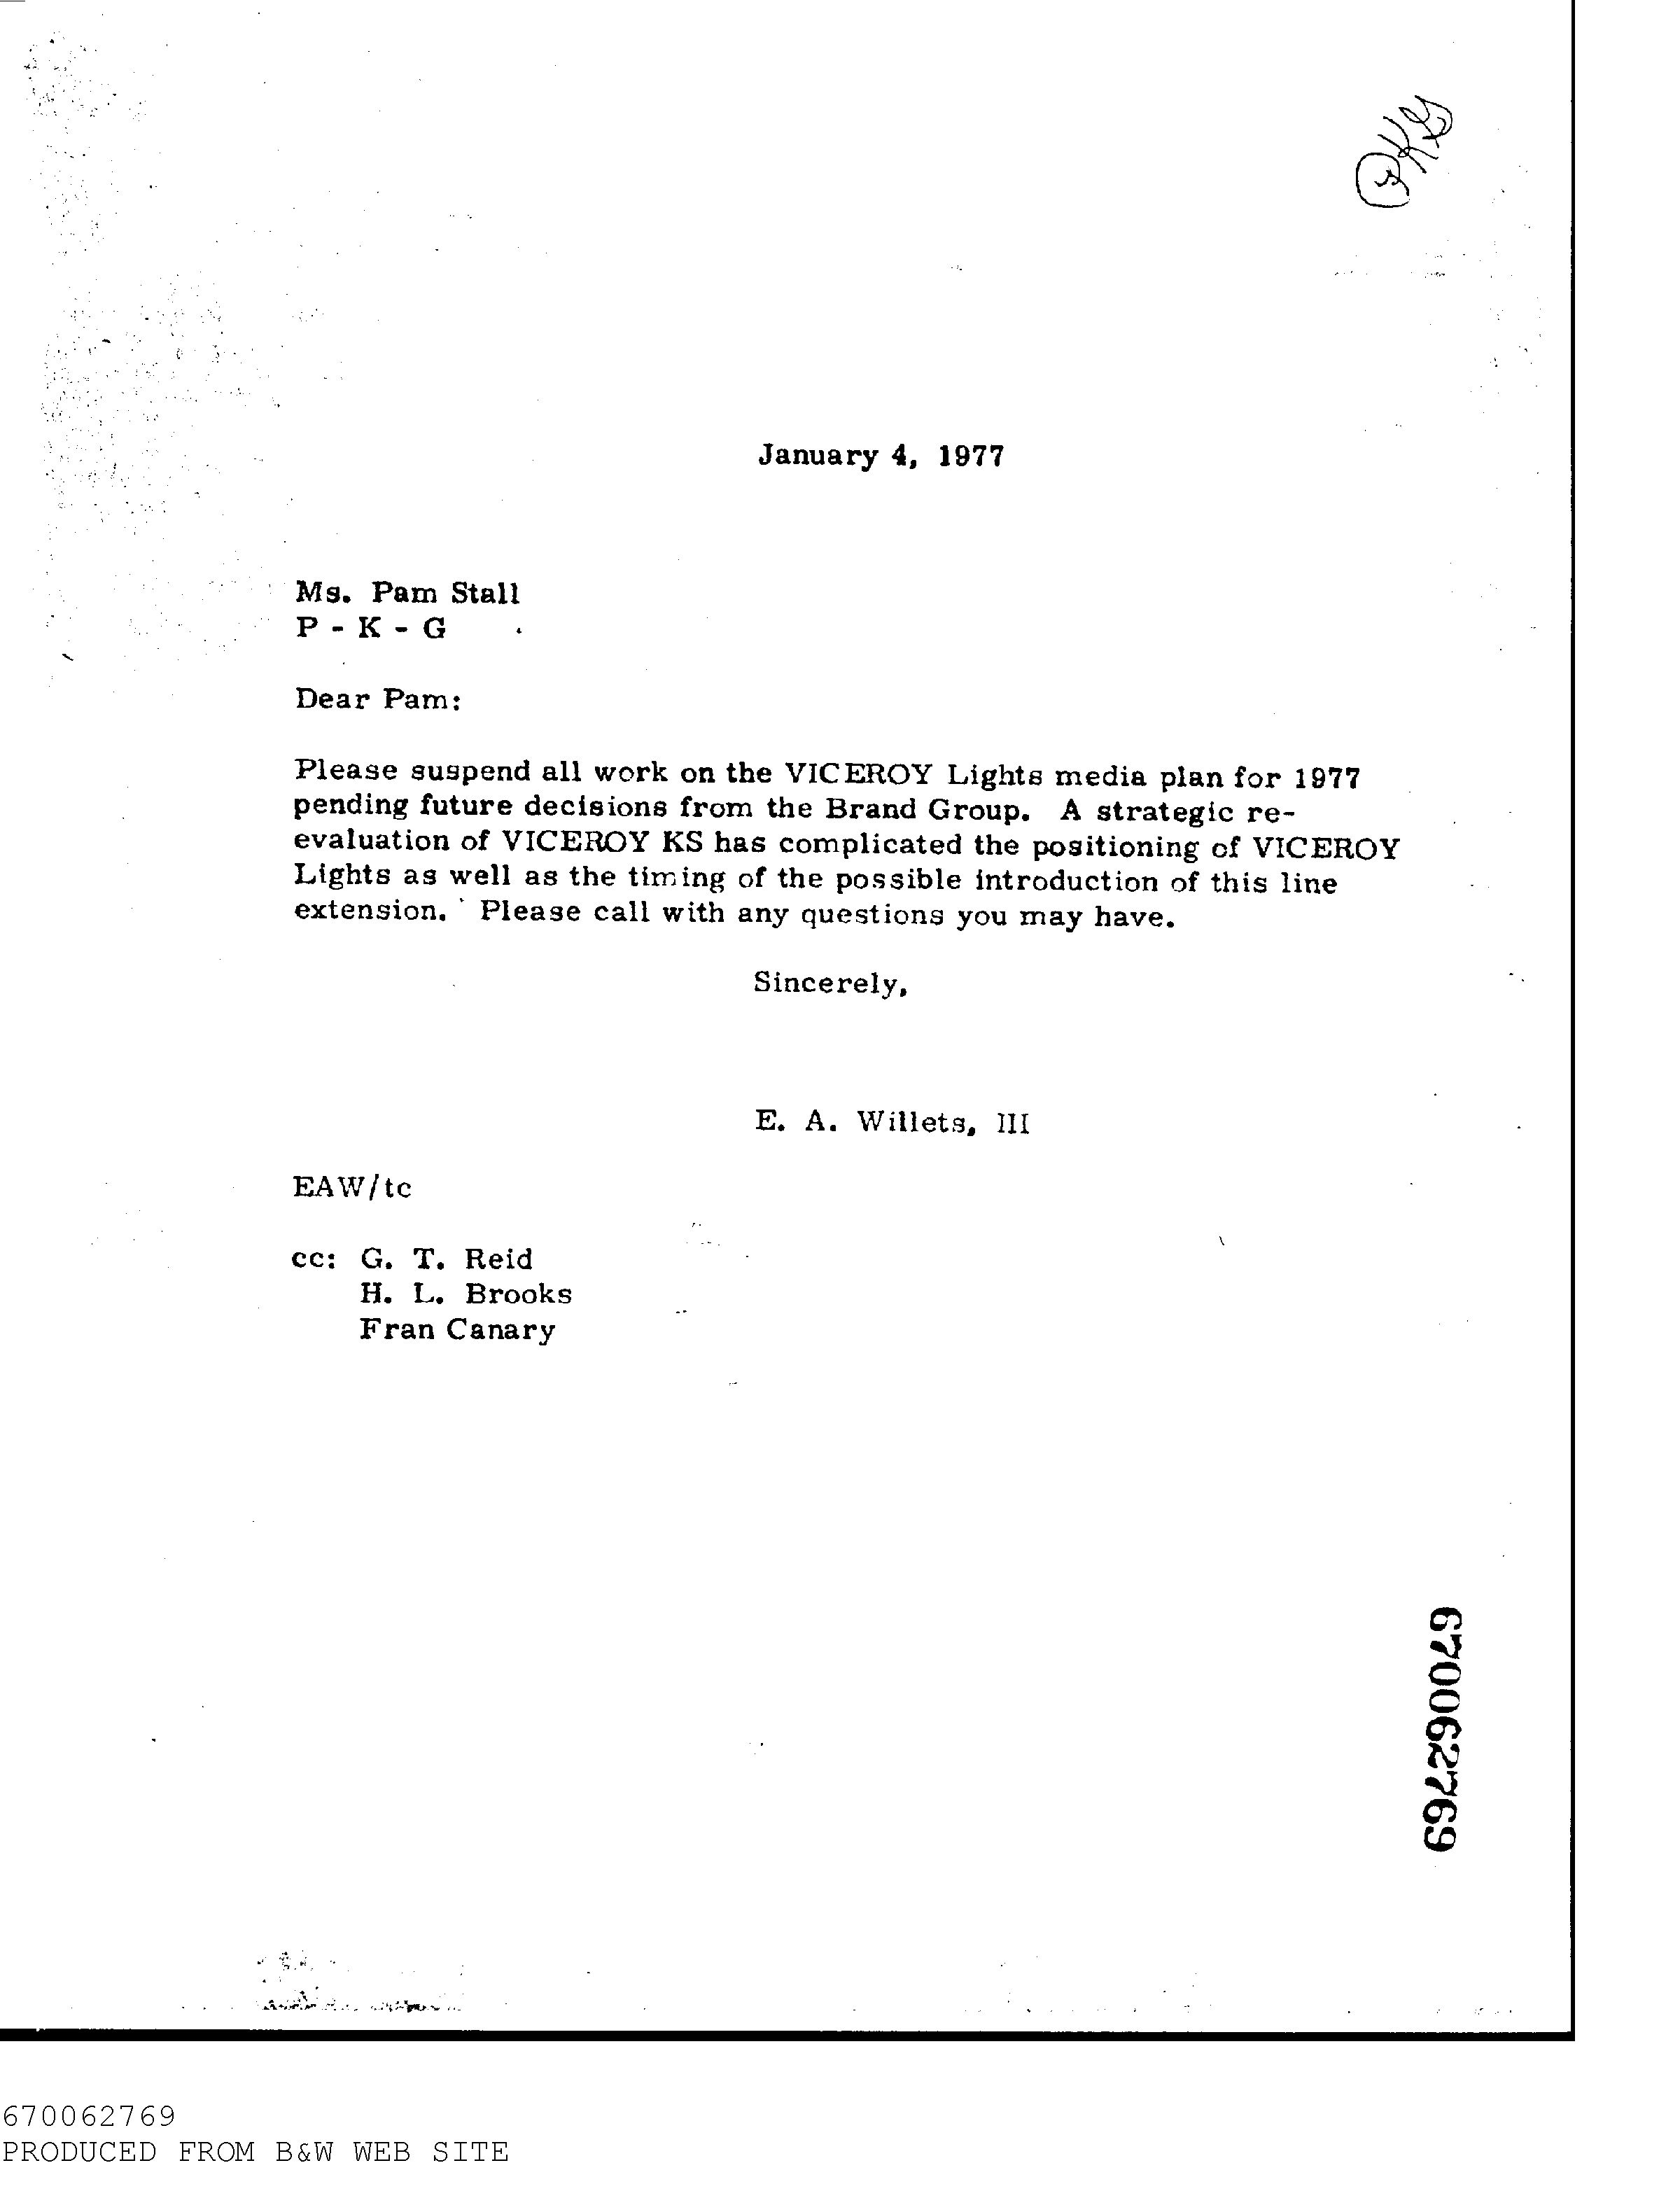 PKG
January 4, 1977
Ms. Pam Stall
P - K - G
Dear Pam:
Please suspend all work on the VICEROY Lights media plan for 1977
pending future decisions from the Brand Group. A strategic re-
evaluation of VICEROY KS has complicated the positioning of VICEROY
Lights as well as the timing of the possible introduction of this line
extension. Please call with any questions you may have.
Sincerely,
E. A. Willets, III
EAW/tc
cc: G. T. Reid
H. L. Brooks
Fran Canary
670062769
670062769
PRODUCED FROM B&W WEB SITE